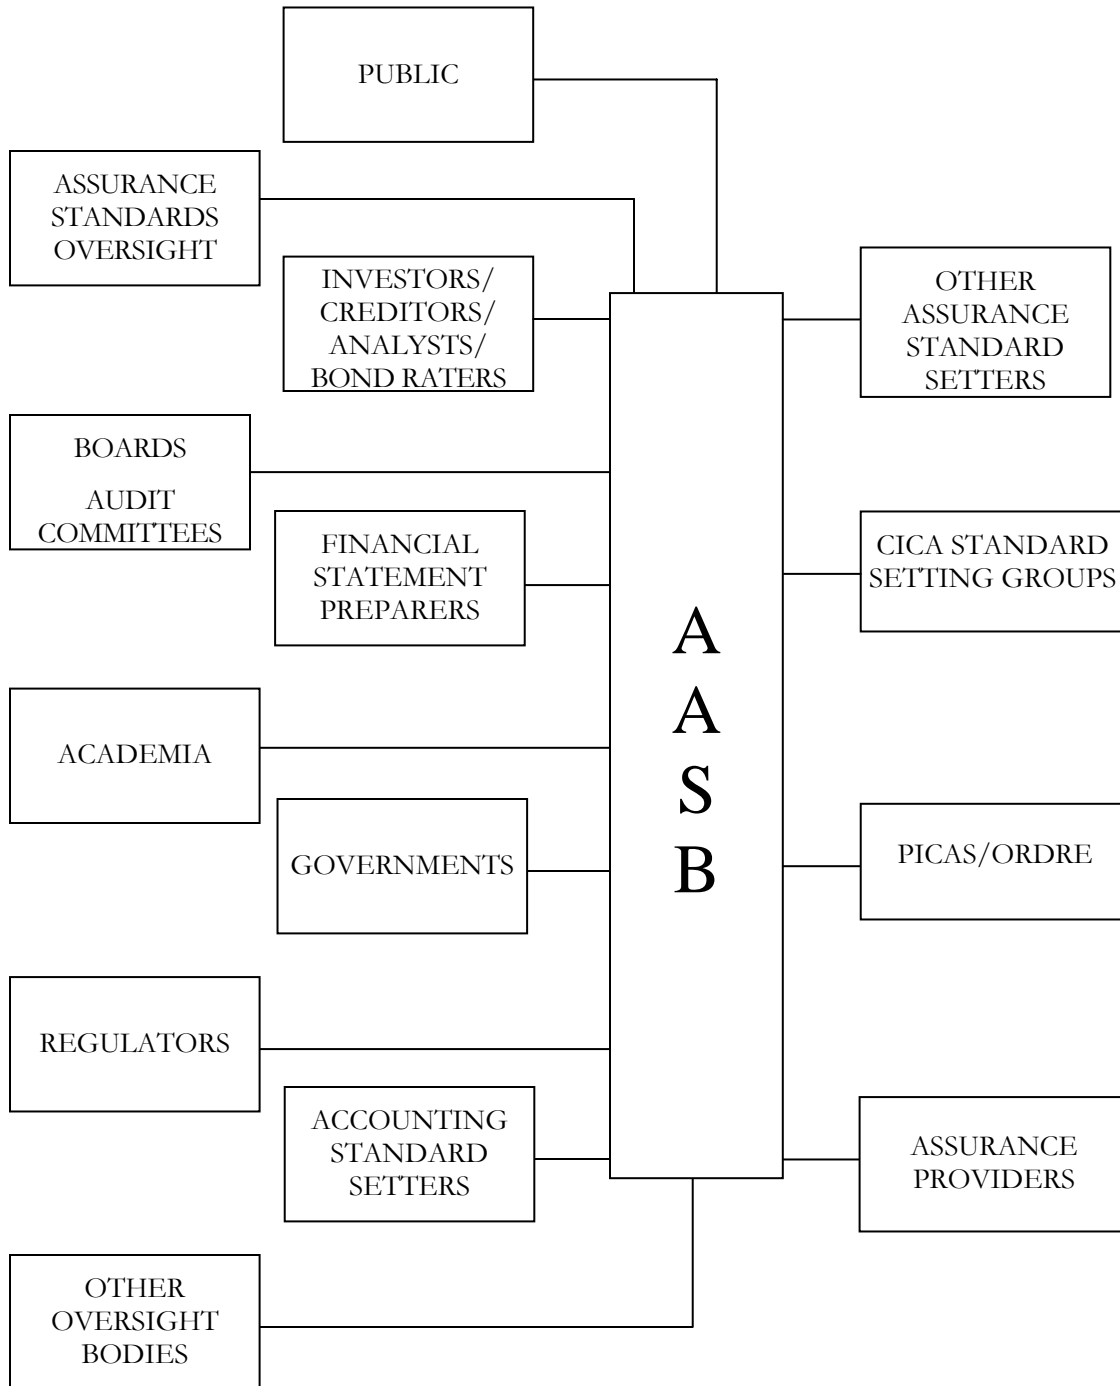 PUBLIC
ASSURANCE
STANDARDS
OVERSIGHT
INVESTORS/
CREDITORS/
ANALYSTS/
BOND RATERS
OTHER
ASSURANCE
STANDARD
SETTERS
BOARDS
AUDIT
COMMITTEES
FINANCIAL
STATEMENT
PREPARERS
CICA STANDARD
SETTING GROUPS
A
A
S
B
ACADEMIA
GOVERNMENTS
PICAS/ORDRE
REGULATORS
ACCOUNTING
STANDARD
SETTERS
ASSURANCE
PROVIDERS
OTHER
OVERSIGHT
BODIES